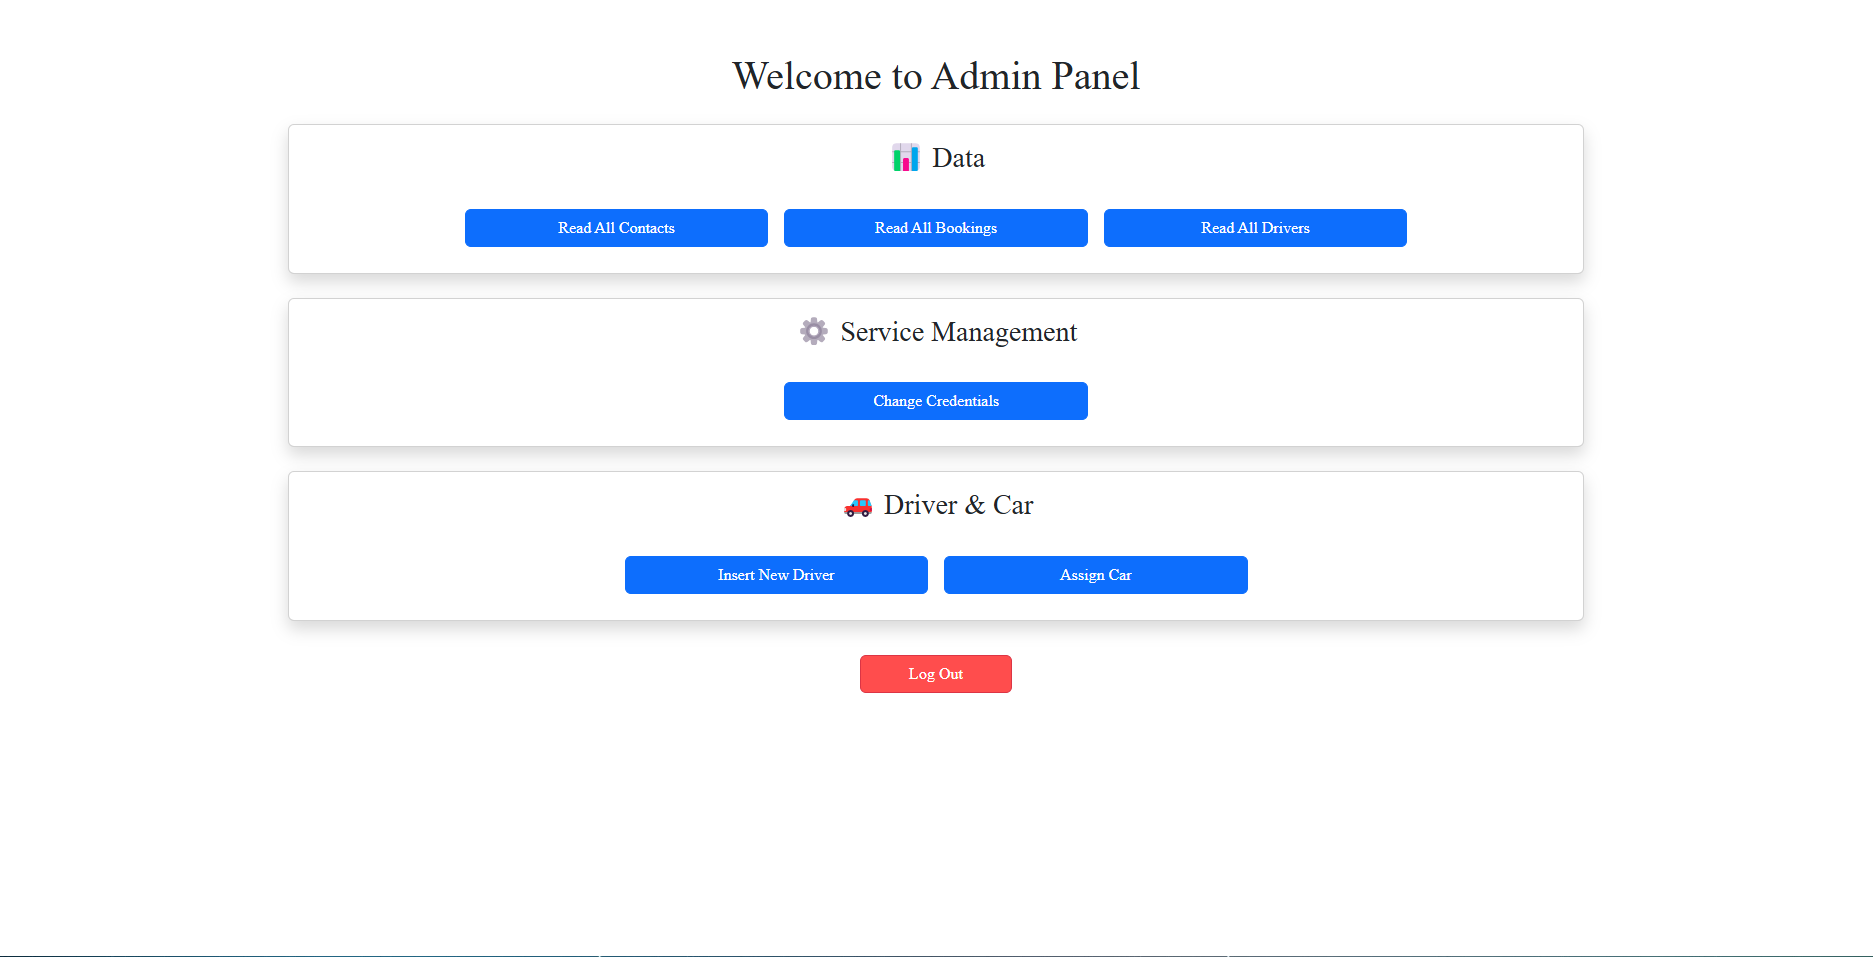 Welcome to Admin Panel
Data
Read All Contacts
Read All Bookings
Read All Drivers
Service Management
Change Credentials
Driver & Car
Insert New Driver
Assign Car
Log Out